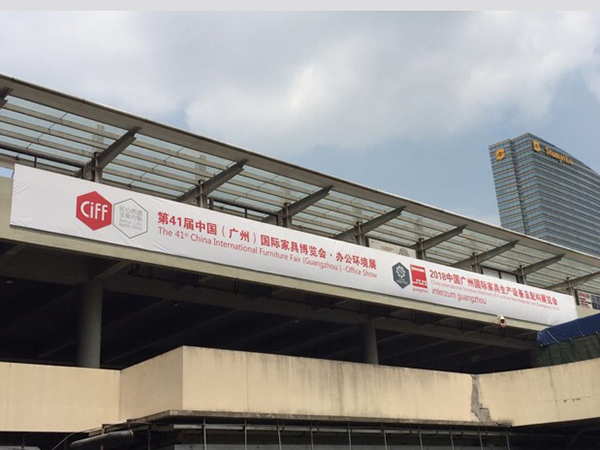 CiFF
第41届中国（广州）国际家具博览会·办公环境展
The 41st China International Furniture Fair (Guangzhou) - Office Show
2018中国广州国际家具生产设备及配料展览会
interzum guangzhou
Shangri-La